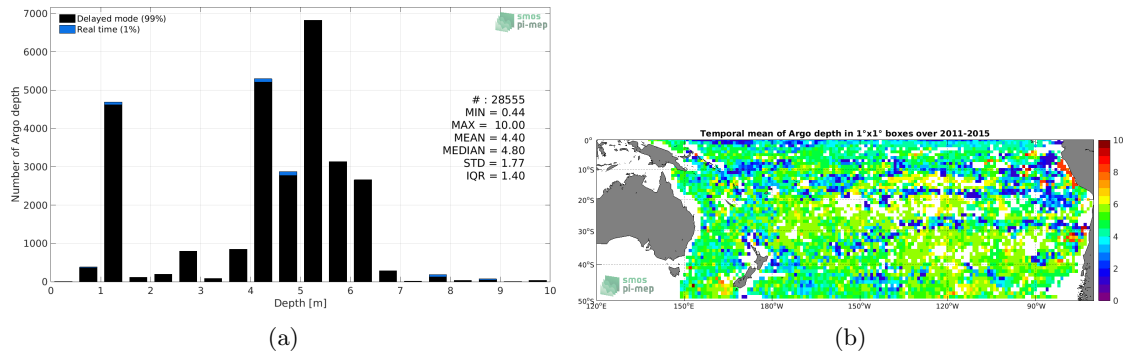 Delayed mode (99%)
Real time (1%)
smos
pi-mep
7000
6000
5000
4000
3000
2000
1000
0
Number of Argo depth
# : 28555
MIN = 0.44
MAX = 10.00
MEAN = 4.40
MEDIAN = 4.80
STD = 1.77
IQR = 1.40
0 1 2 3 4 5 6 7 8 9 10
Depth [m]
(a)
Temporal mean of Argo depth in 1°x1° boxes over 2011-2015
0°
10°S
20°S
30°S
40°S
50°S
120°E 150°E 180°W 150°W 120°W 90°W
smos
pi-mep
10
8
6
4
2
0
(b)